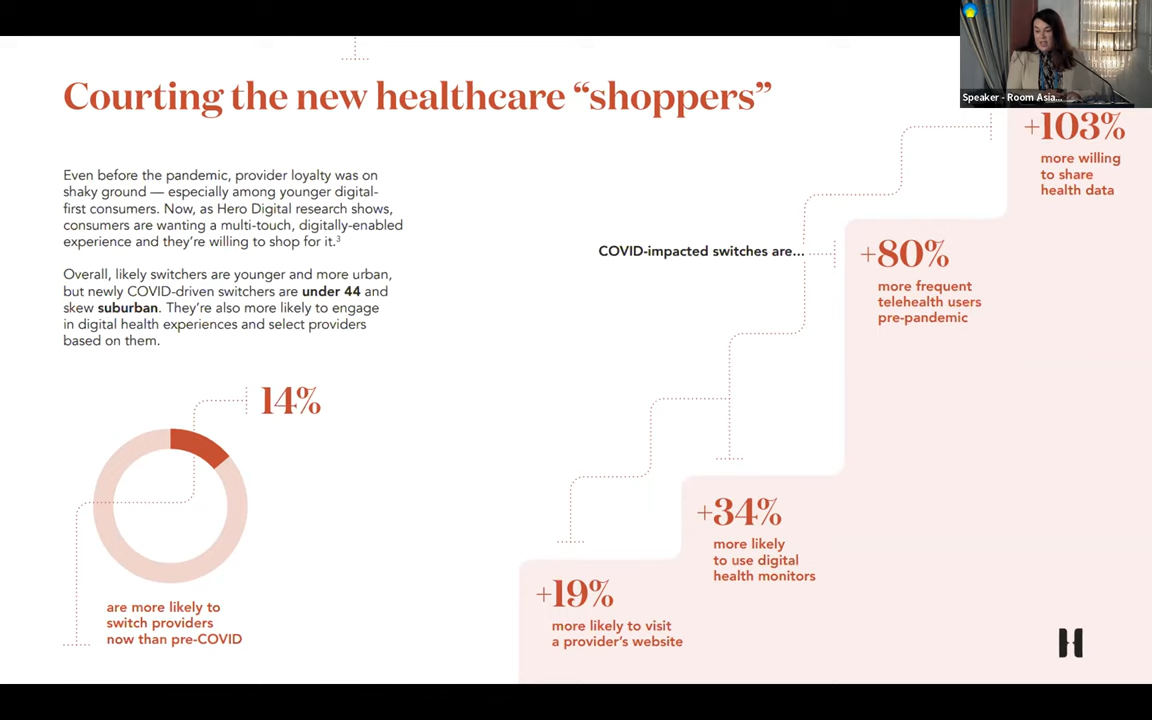 Courting the new healthcare “shoppers”
Even before the pandemic, provider loyalty was on
shaky ground — especially among younger digital-
first consumers. Now, as Hero Digital research shows,
consumers are wanting a multi-touch, digitally-enabled
experience and they’re willing to shop for it.3
Overall, likely switchers are younger and more urban,
but newly COVID-driven switchers are under 44 and
skew suburban. They’re also more likely to engage
in digital health experiences and select providers
based on them.
14%
are more likely to
switch providers
now than pre-COVID
COVID-impacted switches are...
+19%
more likely to visit
a provider’s website
+34%
more likely
to use digital
health monitors
+80%
more frequent
telehealth users
pre-pandemic
+103%
more willing
to share
health data
H
Speaker - Room Asia...